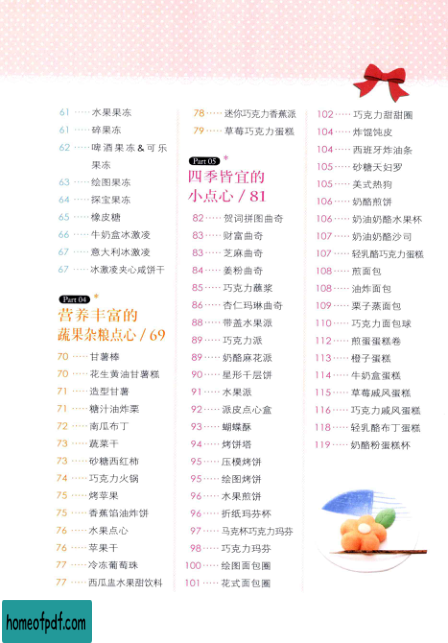 61 ····· 水果果冻
61 ····· 碎果冻
62 ····· 啤酒果冻&可乐
果冻
63 ····· 绘图果冻
64 ····· 探宝果冻
65 ····· 橡皮糖
66 ····· 牛奶盒冰激凌
67 ····· 意大利冰激凌
67 ····· 冰激凌夹心咸饼干
Part 04
营养丰富的
蔬果杂粮点心 / 69
70 ····· 甘薯棒
70 ····· 花生黄油甘薯糕
71 ····· 造型甘薯
71 ····· 糖汁油炸栗
72 ····· 南瓜布丁
73 ····· 蔬菜干
73 ····· 砂糖西红柿
74 ····· 巧克力火锅
75 ····· 烤苹果
75 ····· 香蕉馅油炸饼
76 ····· 水果点心
76 ····· 苹果干
77 ····· 冷冻葡萄珠
77 ····· 西瓜盅水果甜饮料
78 ····· 迷你巧克力香蕉派
79 ····· 草莓巧克力蛋糕
Part 05
四季皆宜的
小点心 / 81
82 ····· 贺词拼图曲奇
83 ····· 财富曲奇
83 ····· 芝麻曲奇
84 ····· 姜粉曲奇
85 ····· 巧克力蘸浆
86 ····· 杏仁玛琳曲奇
88 ····· 带盖水果派
89 ····· 巧克力派
89 ····· 奶酪麻花派
90 ····· 星形千层饼
91 ····· 水果派
92 ····· 派皮点心盒
93 ····· 蝴蝶酥
94 ····· 烤饼塔
95 ····· 压模烤饼
95 ····· 绘图烤饼
96 ····· 水果煎饼
96 ····· 折纸玛芬杯
97 ····· 马克杯巧克力玛芬
98 ····· 巧克力玛芬
100 ····· 绘图面包圈
101 ····· 花式面包圈
102 ····· 巧克力甜甜圈
104 ····· 炸馄饨皮
104 ····· 西班牙炸油条
105 ····· 砂糖天妇罗
105 ····· 美式热狗
106 ····· 奶酪煎饼
106 ····· 奶油奶酪水果杯
107 ····· 奶油奶酪沙司
107 ····· 轻乳酪巧克力蛋糕
108 ····· 煎面包
108 ····· 油炸面包
109 ····· 栗子蒸面包
110 ····· 巧克力面包球
112 ····· 煎蛋蛋糕卷
113 ····· 橙子蛋糕
114 ····· 牛奶盒蛋糕
115 ····· 草莓戚风蛋糕
116 ····· 巧克力戚风蛋糕
118 ····· 轻乳酪布丁蛋糕
119 ····· 奶酪粉蛋糕杯
homeofpdf.com